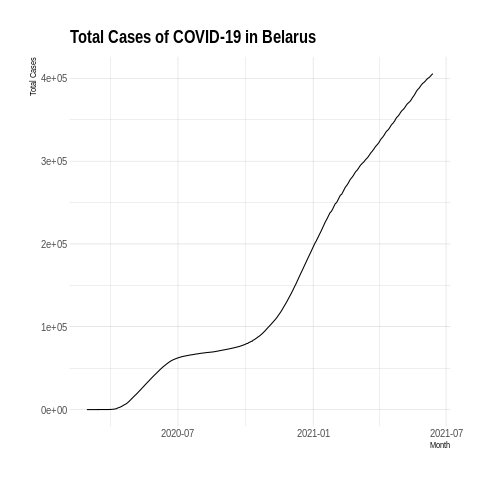 Total Cases of COVID-19 in Belarus
Total Cases
4e+05
3e+05
2e+05
1e+05
0e+00
2020-07
2021-01
2021-07
Month